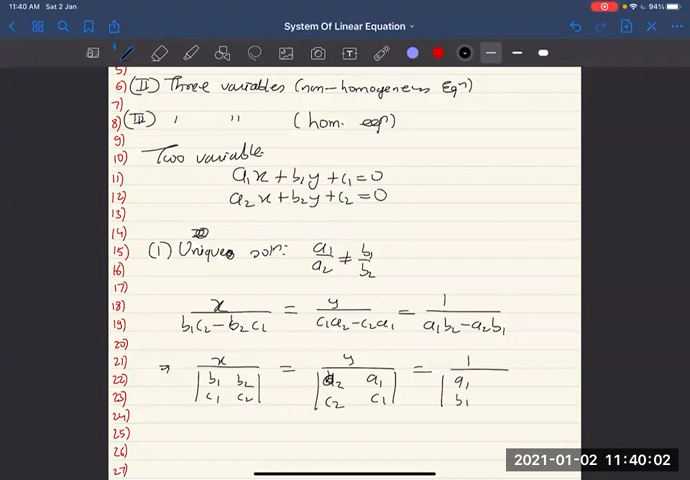 11:40 AM Sat 2 Jan
94%
System Of Linear Equation
5)
6) (II) Three variables (non-homogeneous Eqn)
7)
8) (III) " " (hom. eqn)
9)
10) Two variable
11) a₁x + b₁y + c₁ = 0
12) a₂x + b₂y + c₂ = 0
13)
14)
15) (1) Unique soln: a₁/a₂ ≠ b₁/b₂
16)
17)
18) x/(b₁c₂ - b₂c₁) = y/(c₁a₂ - c₂a₁) = 1/(a₁b₂ - a₂b₁)
19)
20)
21) ⇒ x/|b₁ b₂; c₁ c₂| = y/|a₂ a₁; c₂ c₁| = 1/|a₁; b₁
22)
23)
24)
25)
26)
27)
2021-01-02 11:40:02